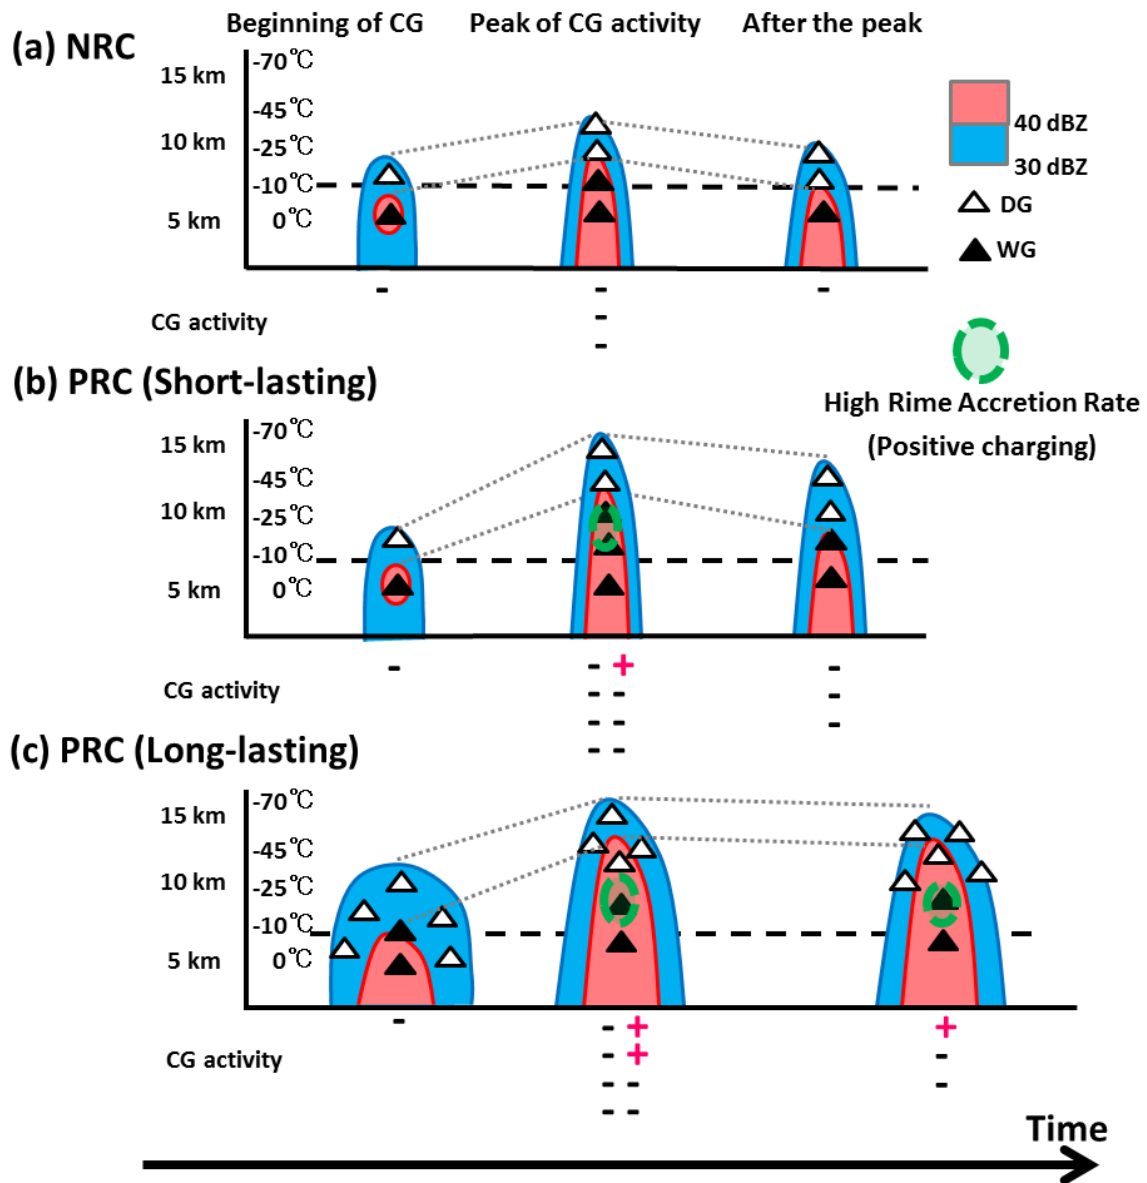 Beginning of CG Peak of CG activity After the peak
(a) NRC
-70℃
15 km
-45℃
10 km
-25℃
-10℃
5 km 0℃
40 dBZ
30 dBZ
DG
WG
- - -
-
-
CG activity
High Rime Accretion Rate
(Positive charging)
(b) PRC (Short-lasting)
-70℃
15 km
-45℃
10 km
-25℃
-10℃
5 km 0℃
- - + -
CG activity - - -
- - -
- -
(c) PRC (Long-lasting)
-70℃
15 km
-45℃
10 km
-25℃
-10℃
5 km 0℃
- - + +
CG activity - + -
- - -
- -
Time